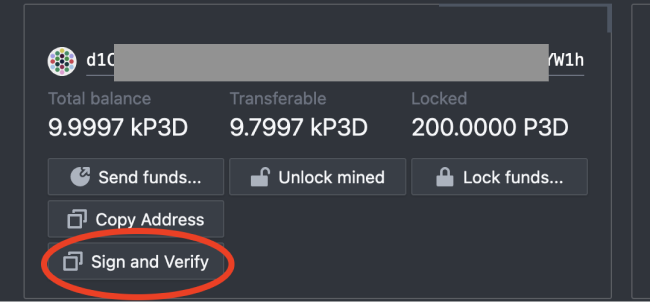 d1C YW1h
Total balance Transferable Locked
9.9997 kP3D 9.7997 kP3D 200.0000 P3D
Send funds... Unlock mined Lock funds...
Copy Address
Sign and Verify